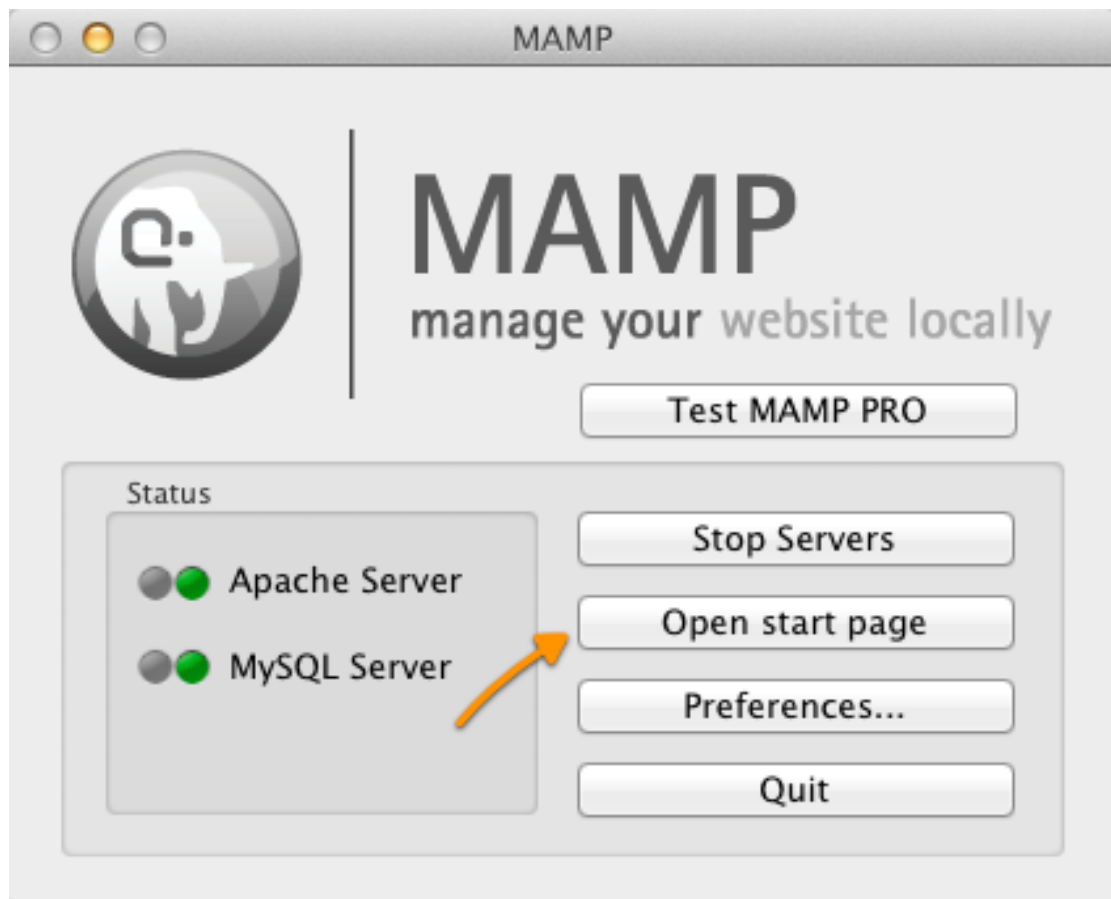 MAMP
MAMP
manage your website locally
Test MAMP PRO
Status
Apache Server
MySQL Server
Stop Servers
Open start page
Preferences...
Quit